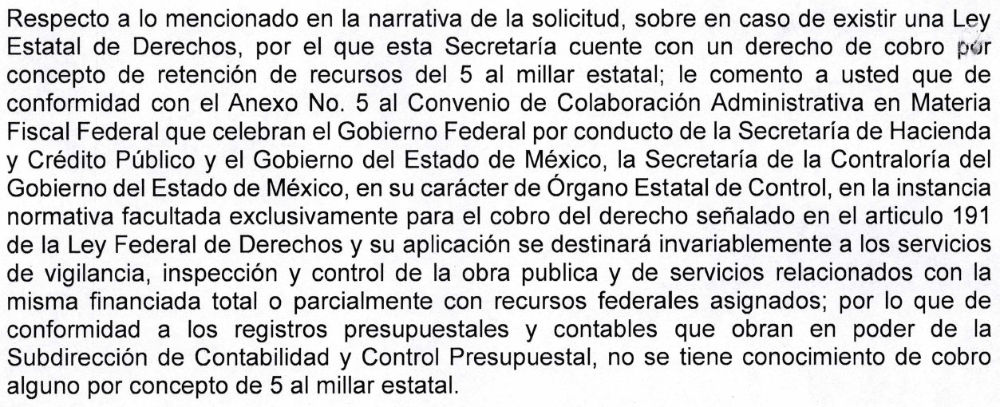 Respecto a lo mencionado en la narrativa de la solicitud, sobre en caso de existir una Ley
Estatal de Derechos, por el que esta Secretaría cuente con un derecho de cobro por
concepto de retención de recursos del 5 al millar estatal; le comento a usted que de
conformidad con el Anexo No. 5 al Convenio de Colaboración Administrativa en Materia
Fiscal Federal que celebran el Gobierno Federal por conducto de la Secretaría de Hacienda
y Crédito Público y el Gobierno del Estado de México, la Secretaría de la Contraloría del
Gobierno del Estado de México, en su carácter de Órgano Estatal de Control, en la instancia
normativa facultada exclusivamente para el cobro del derecho señalado en el articulo 191
de la Ley Federal de Derechos y su aplicación se destinará invariablemente a los servicios
de vigilancia, inspección y control de la obra publica y de servicios relacionados con la
misma financiada total o parcialmente con recursos federales asignados; por lo que de
conformidad a los registros presupuestales y contables que obran en poder de la
Subdirección de Contabilidad y Control Presupuestal, no se tiene conocimiento de cobro
alguno por concepto de 5 al millar estatal.